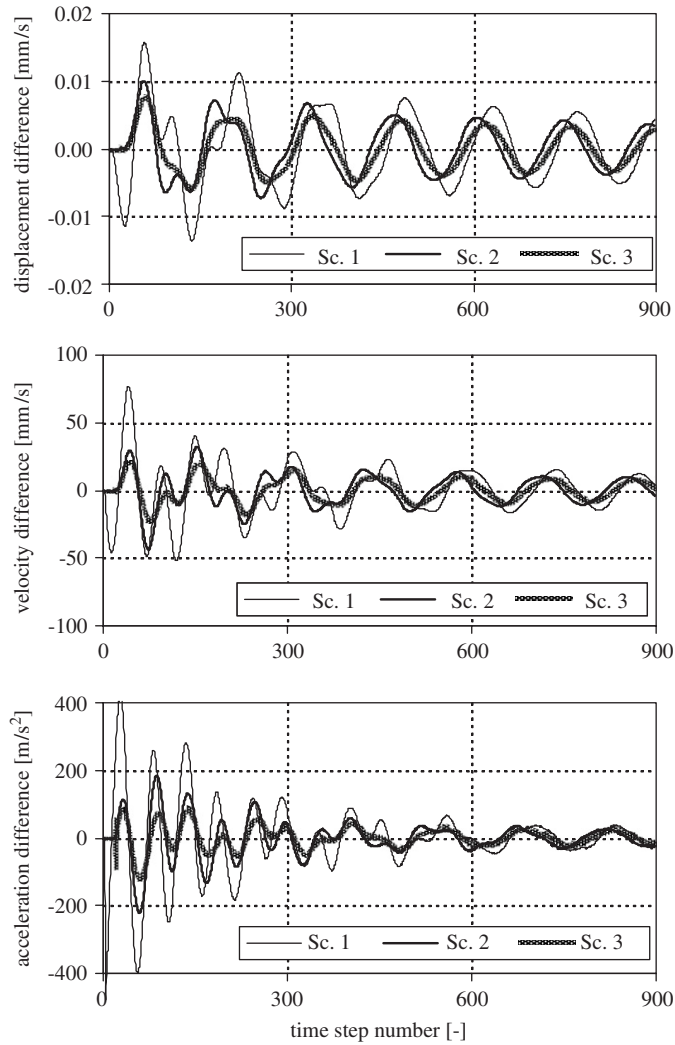 displacement difference [mm/s]
0.02
0.01
0.00
-0.01
-0.02
Sc. 1 Sc. 2 Sc. 3
0 300 600 900
velocity difference [mm/s]
100
50
0
-50
-100
Sc. 1 Sc. 2 Sc. 3
0 300 600 900
acceleration difference [m/s²]
400
200
0
-200
-400
Sc. 1 Sc. 2 Sc. 3
0 300 600 900
time step number [-]